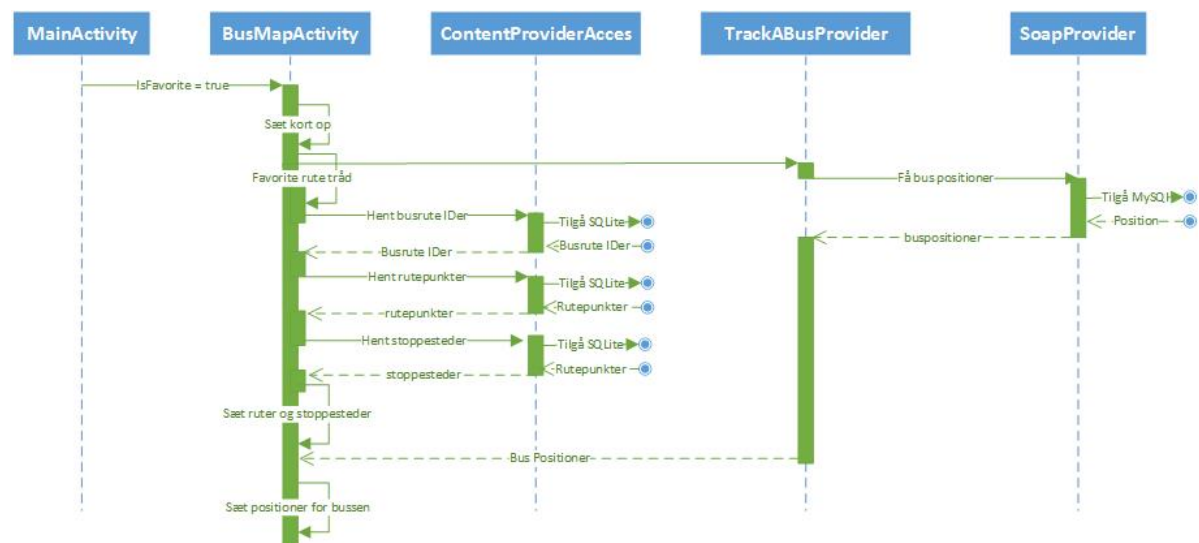 MainActivity
BusMapActivity
ContentProviderAcces
TrackABusProvider
SoapProvider
IsFavorite = true
Sæt kort op
Favorite rute tråd
Få bus positioner
Tilgå MySQl
Hent busrute IDer
Tilgå SQLite
Position
buspositioner
Busrute IDer
Busrute IDer
Hent rutepunkter
Tilgå SQLite
Rutepunkter
rutepunkter
Hent stoppesteder
Tilgå SQLite
Rutepunkter
stoppesteder
Sæt ruter og stoppesteder
Bus Positioner
Sæt positioner for bussen